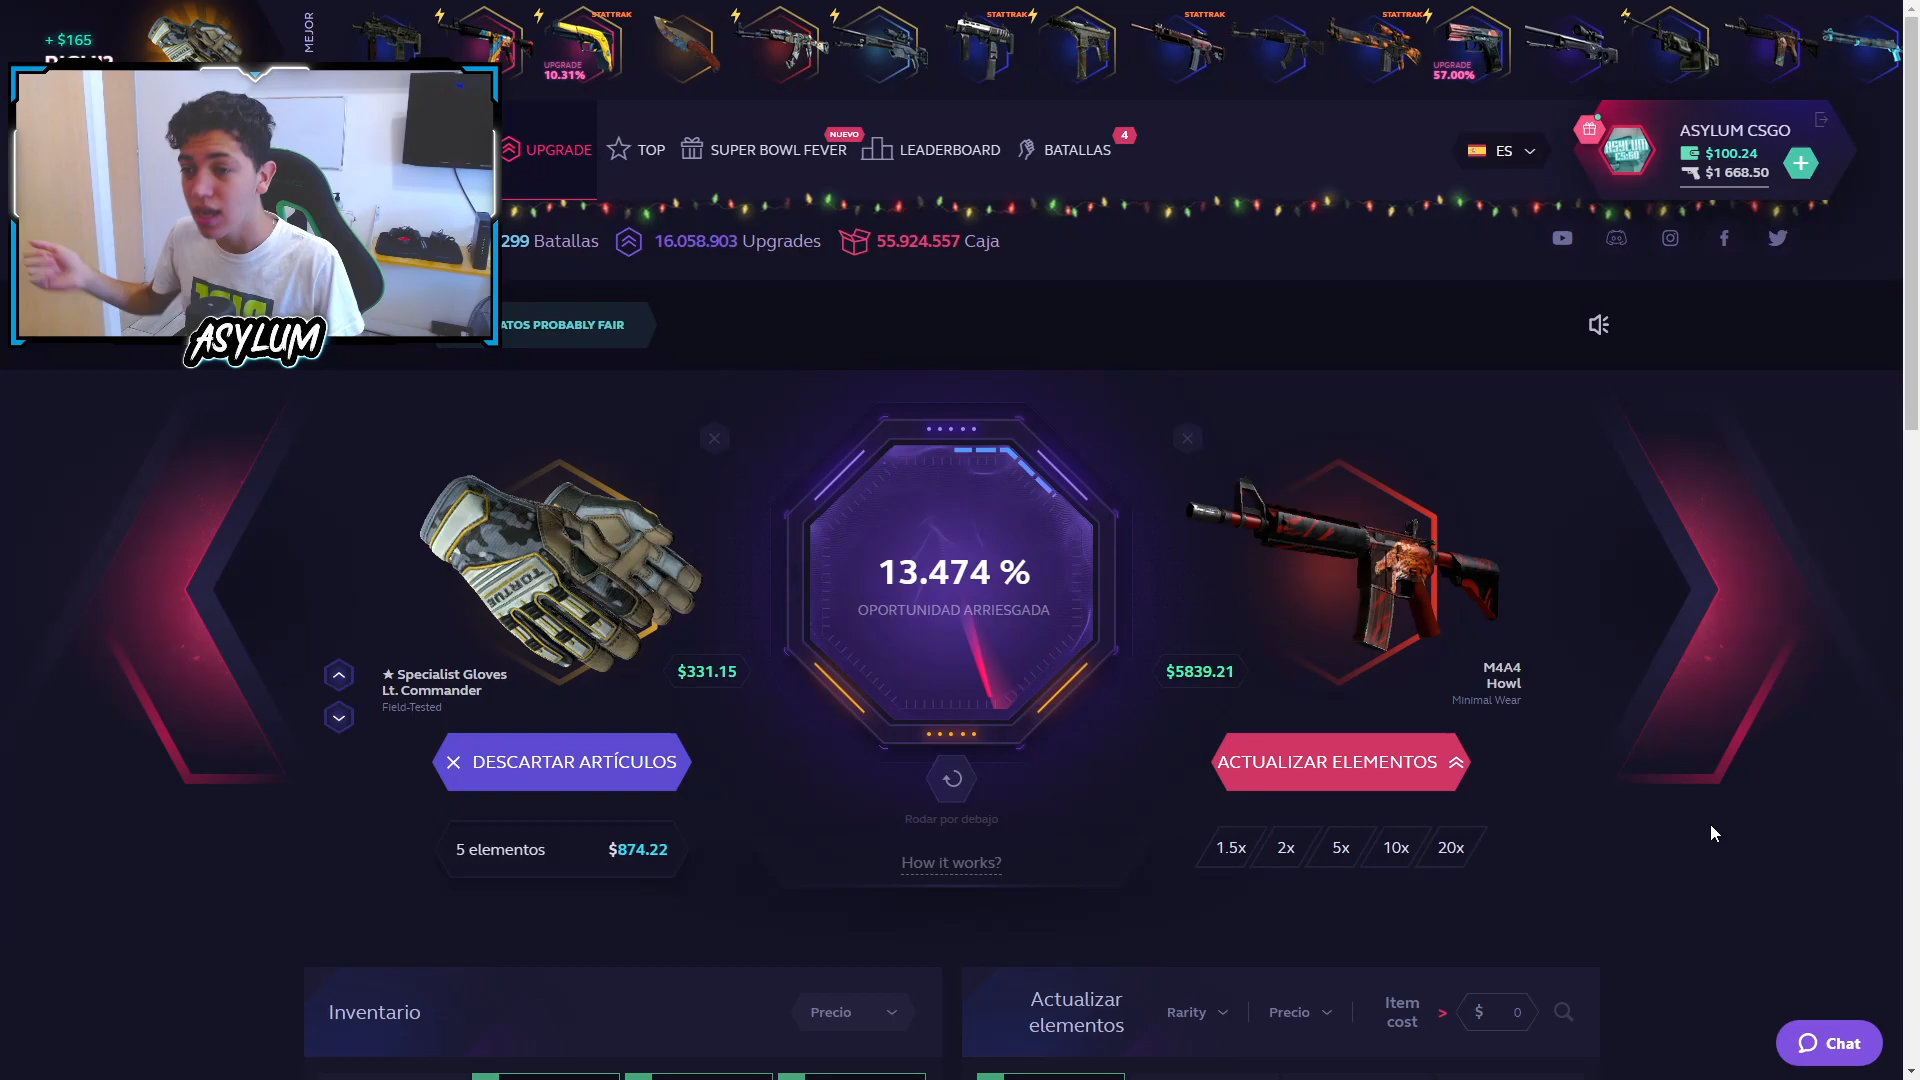 + $165
MEJOR
STATTRAK
STATTRAK
STATTRAK
STATTRAK
UPGRADE
10.31%
UPGRADE
57.00%
UPGRADE
TOP
SUPER BOWL FEVER
NUEVO
LEADERBOARD
BATALLAS
4
ES
ASYLUM CSGO
$100.24
$1 668.50
ASYLUM
CS:GO
299 Batallas
16.058.903 Upgrades
55.924.557 Caja
ATOS PROBABLY FAIR
ASYLUM
13.474 %
OPORTUNIDAD ARRIESGADA
TORTUE
★ Specialist Gloves
Lt. Commander
Field-Tested
$331.15
$5839.21
M4A4
Howl
Minimal Wear
DESCARTAR ARTÍCULOS
ACTUALIZAR ELEMENTOS
Rodar por debajo
How it works?
5 elementos
$874.22
1.5x
2x
5x
10x
20x
Inventario
Precio
Actualizar
elementos
Rarity
Precio
Item
cost
>
$ 0
Chat